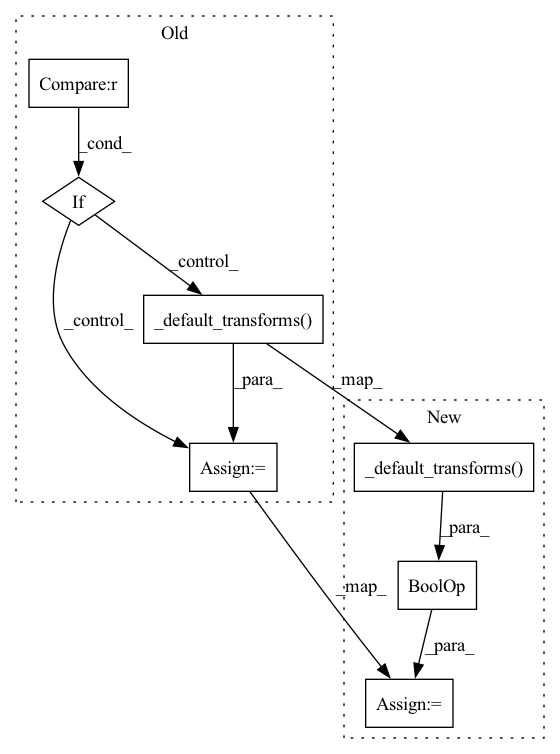 Old
Compare:r
_cond_
If
_control_
_control_
_default_transforms()
_para_
_map_
New
Assign:=
_default_transforms()
_para_
_map_
BoolOp
_para_
Assign:=